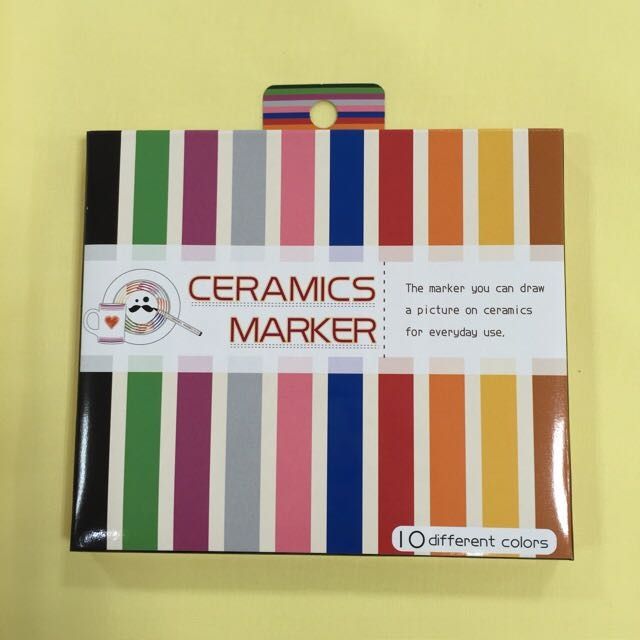 CERAMICS
MARKER
The marker you can draw
a picture on ceramics
for everyday use.
10 different colors